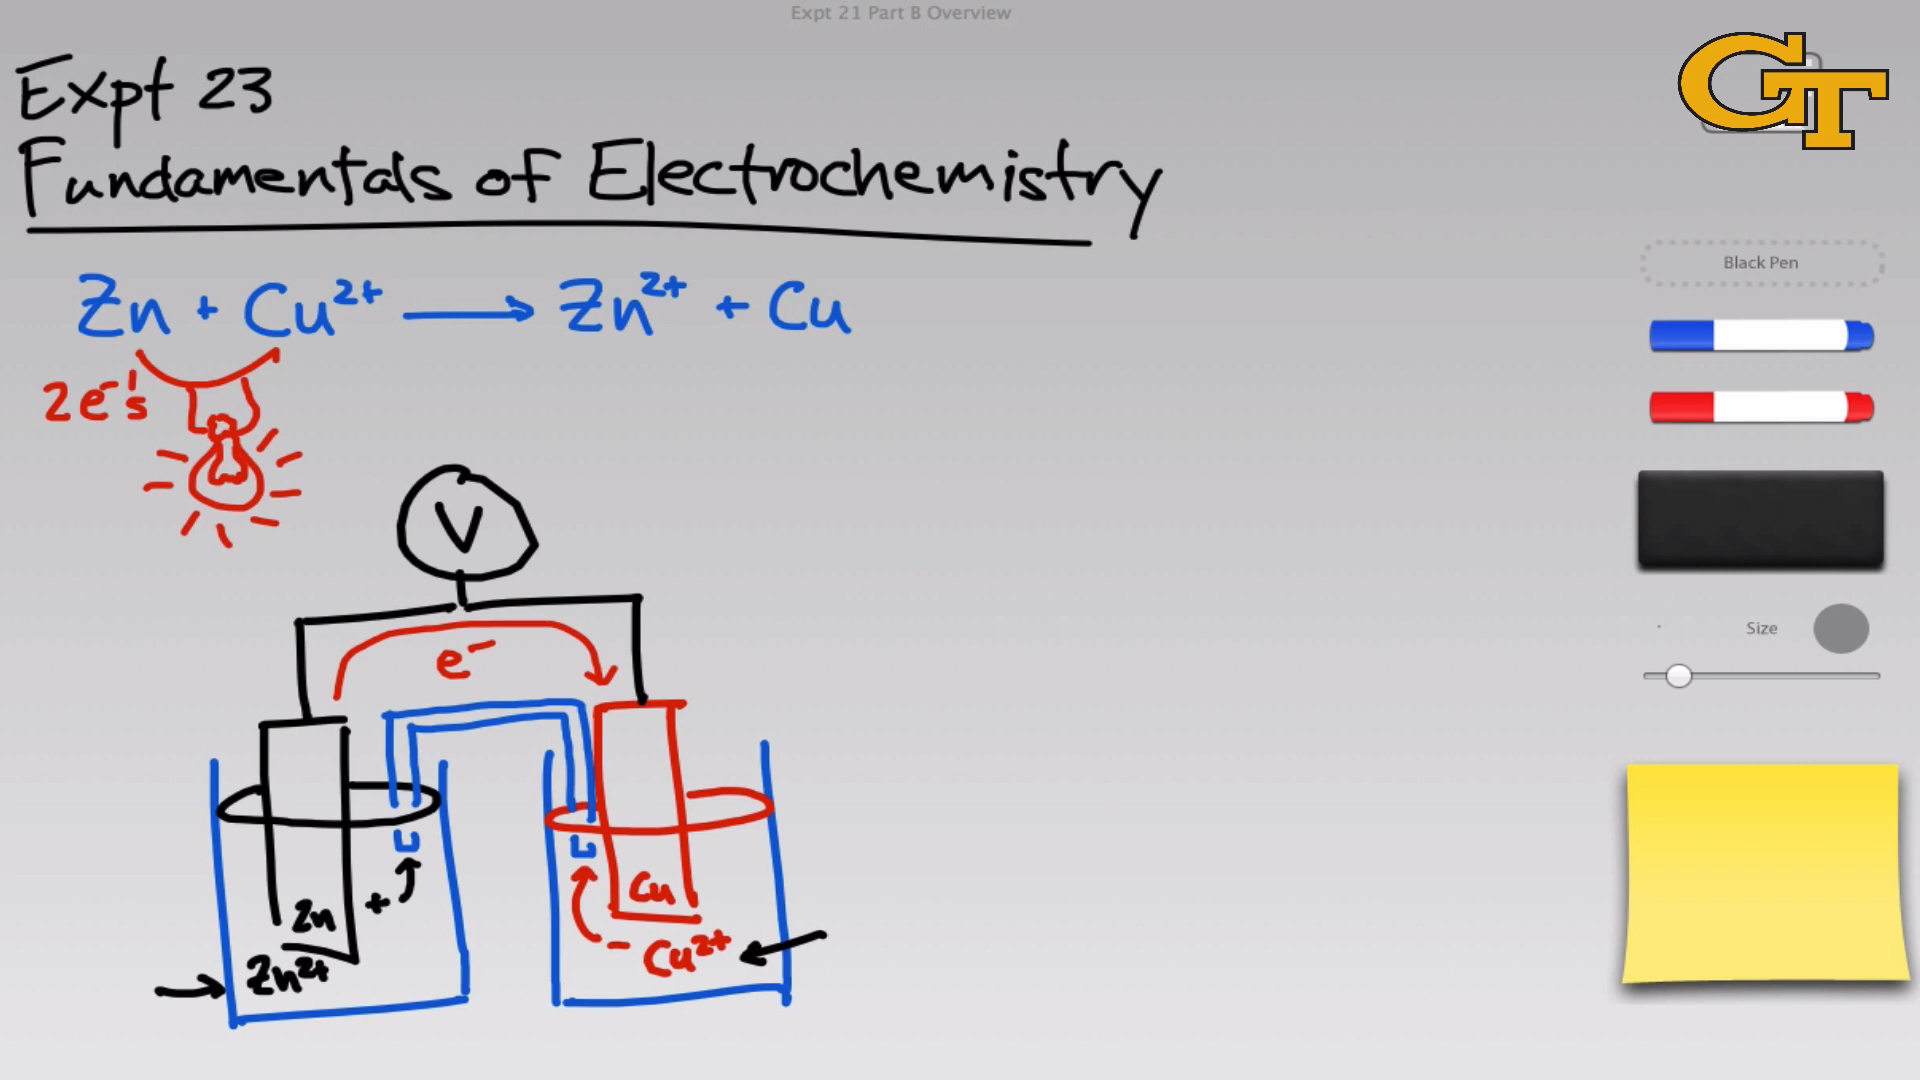 Expt 21 Part B Overview
GT
Expt 23
Fundamentals of Electrochemistry
Zn + Cu²⁺ ⟶ Zn²⁺ + Cu
2e⁻'s
Black Pen
V
Size
e⁻
Zn
+
Zn²⁺
Cu
− Cu²⁺